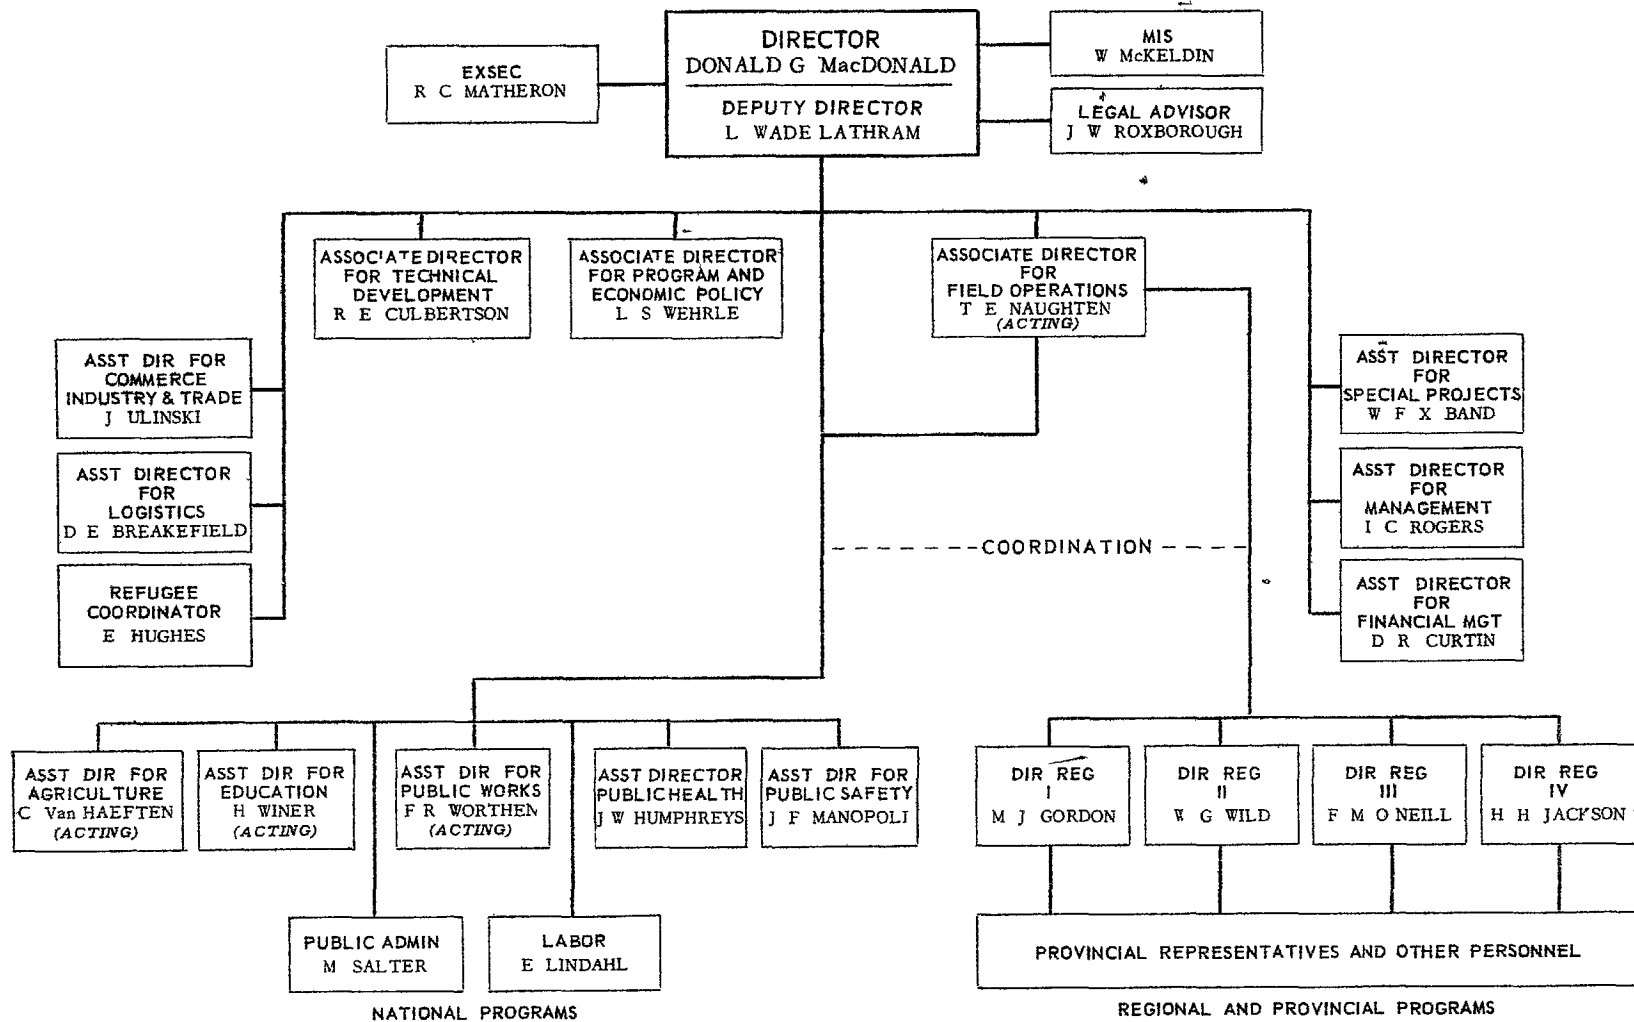 DIRECTOR
DONALD G MacDONALD
DEPUTY DIRECTOR
L WADE LATHRAM
EXSEC
R C MATHERON
MIS
W McKELDIN
LEGAL ADVISOR
J W ROXBOROUGH
ASSOCIATE DIRECTOR
FOR TECHNICAL
DEVELOPMENT
R E CULBERTSON
ASSOCIATE DIRECTOR
FOR PROGRAM AND
ECONOMIC POLICY
L S WEHRLE
ASSOCIATE DIRECTOR
FOR
FIELD OPERATIONS
T E NAUGHTEN
(ACTING)
ASST DIR FOR
COMMERCE
INDUSTRY & TRADE
J ULINSKI
ASST DIRECTOR
FOR
LOGISTICS
D E BREAKEFIELD
REFUGEE
COORDINATOR
E HUGHES
ASST DIRECTOR
FOR
SPECIAL PROJECTS
W F X BAND
ASST DIRECTOR
FOR
MANAGEMENT
I C ROGERS
ASST DIRECTOR
FOR
FINANCIAL MGT
D R CURTIN
COORDINATION
ASST DIR FOR
AGRICULTURE
C Van HAEFTEN
(ACTING)
ASST DIR FOR
EDUCATION
H WINER
(ACTING)
ASST DIR FOR
PUBLIC WORKS
F R WORTHEN
(ACTING)
ASST DIRECTOR
PUBLIC HEALTH
J W HUMPHREYS
ASST DIR FOR
PUBLIC SAFETY
J F MANOPOLI
DIR REG
I
M J GORDON
DIR REG
II
W G WILD
DIR REG
III
F M O NEILL
DIR REG
IV
H H JACKSON
PUBLIC ADMIN
M SALTER
LABOR
E LINDAHL
PROVINCIAL REPRESENTATIVES AND OTHER PERSONNEL
NATIONAL PROGRAMS
REGIONAL AND PROVINCIAL PROGRAMS